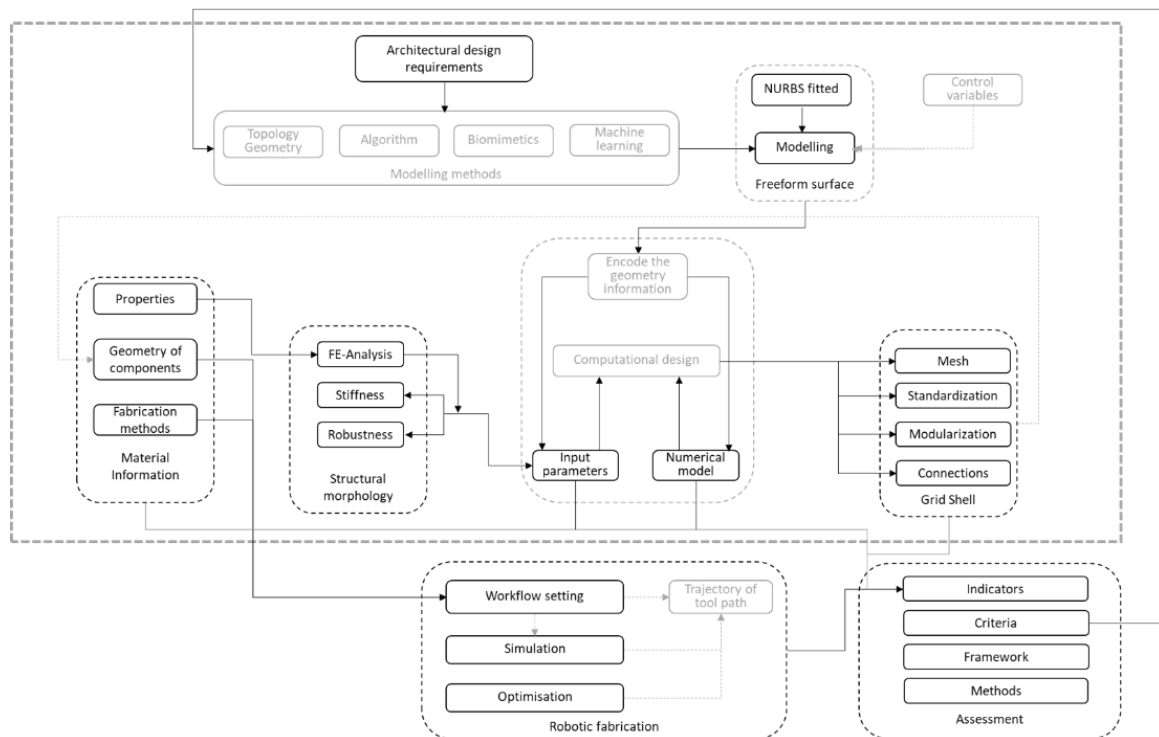 Architectural design
requirements
NURBS fitted
Control
variables
Topology
Geometry
Algorithm
Biomimetics
Machine
learning
Modelling
Modelling methods
Freeform surface
Encode the
geometry
information
Properties
Geometry of
components
Fabrication
methods
Material
Information
FE-Analysis
Stiffness
Robustness
Structural
morphology
Computational design
Input
parameters
Numerical
model
Mesh
Standardization
Modularization
Connections
Grid Shell
Workflow setting
Trajectory of
tool path
Simulation
Optimisation
Robotic fabrication
Indicators
Criteria
Framework
Methods
Assessment